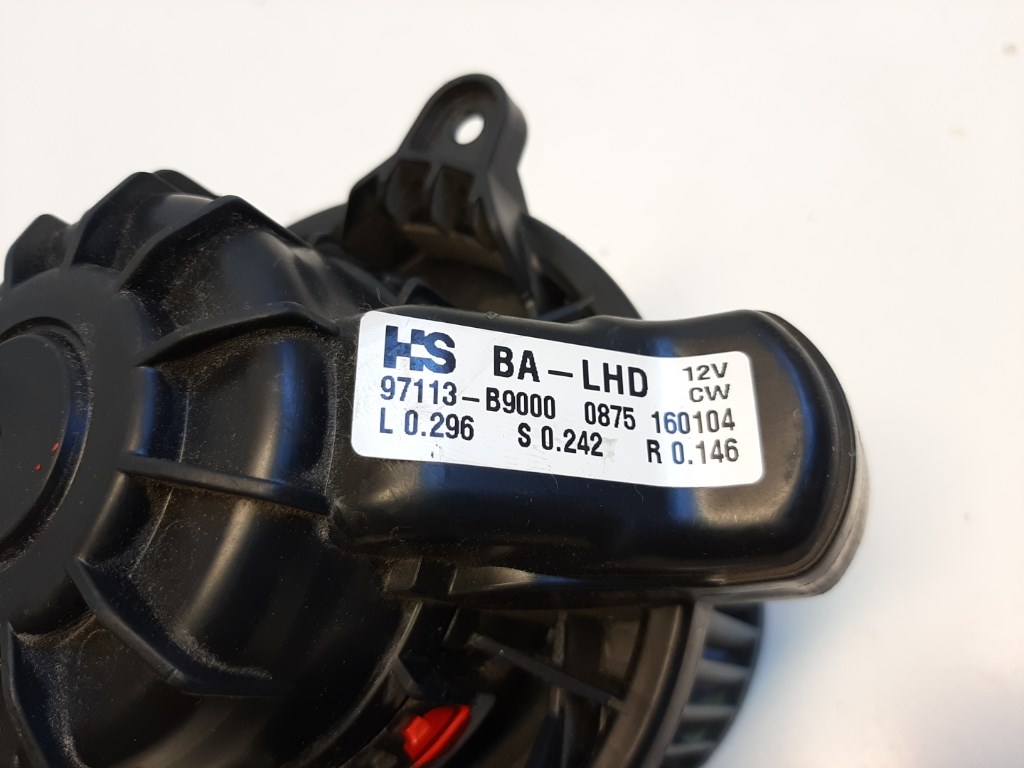 HS BA-LHD 12V
CW
97113-B9000 0875 160104
L 0.296 S 0.242 R 0.146